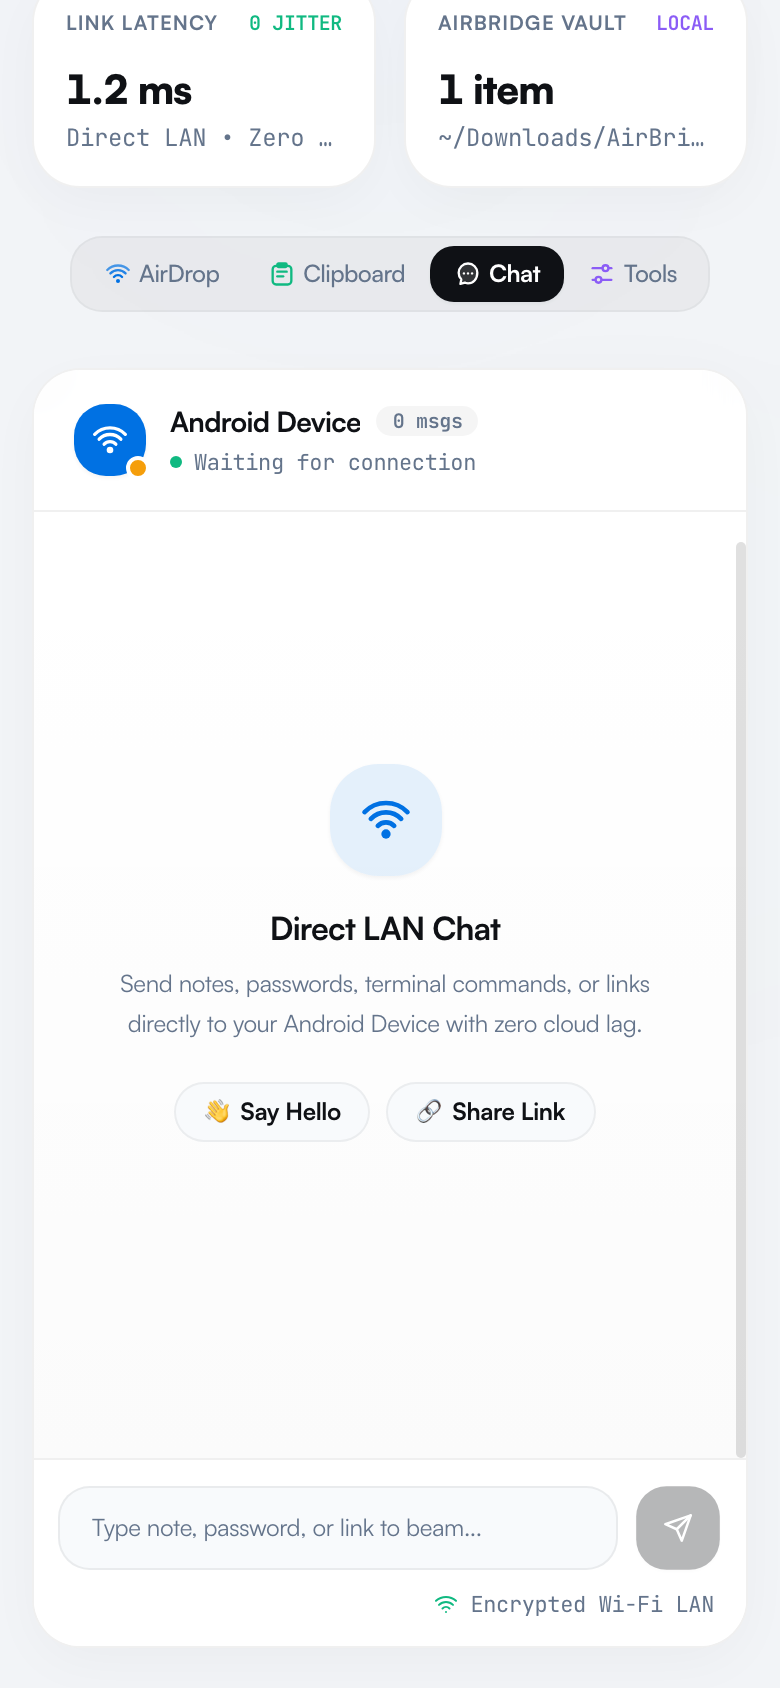 LINK LATENCY
0 JITTER
1.2 ms
Direct LAN • Zero …
AIRBRIDGE VAULT
LOCAL
1 item
~/Downloads/AirBri…
AirDrop
Clipboard
Chat
Tools
Android Device
0 msgs
Waiting for connection
Direct LAN Chat
Send notes, passwords, terminal commands, or links
directly to your Android Device with zero cloud lag.
👋 Say Hello
🔗 Share Link
Type note, password, or link to beam...
Encrypted Wi-Fi LAN